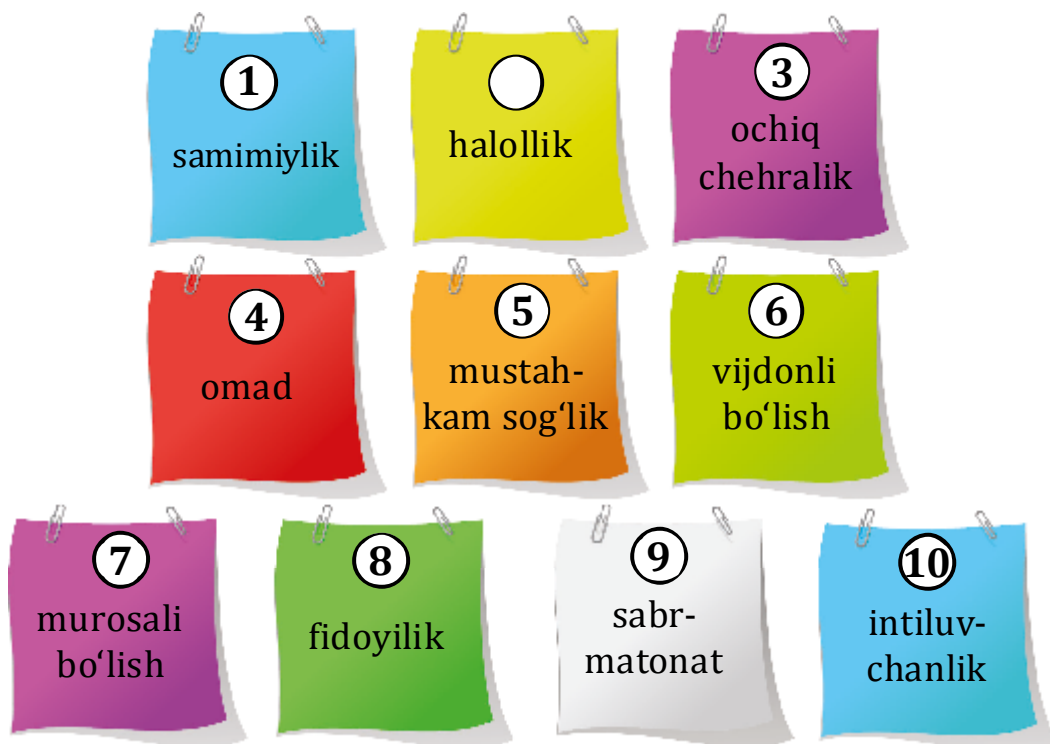 1
samimiylik
halollik
3
ochiq
chehralik
4
omad
5
mustah-
kam sog‘lik
6
vijdonli
bo‘lish
7
murosali
bo‘lish
8
fidoyilik
9
sabr-
matonat
10
intiluv-
chanlik